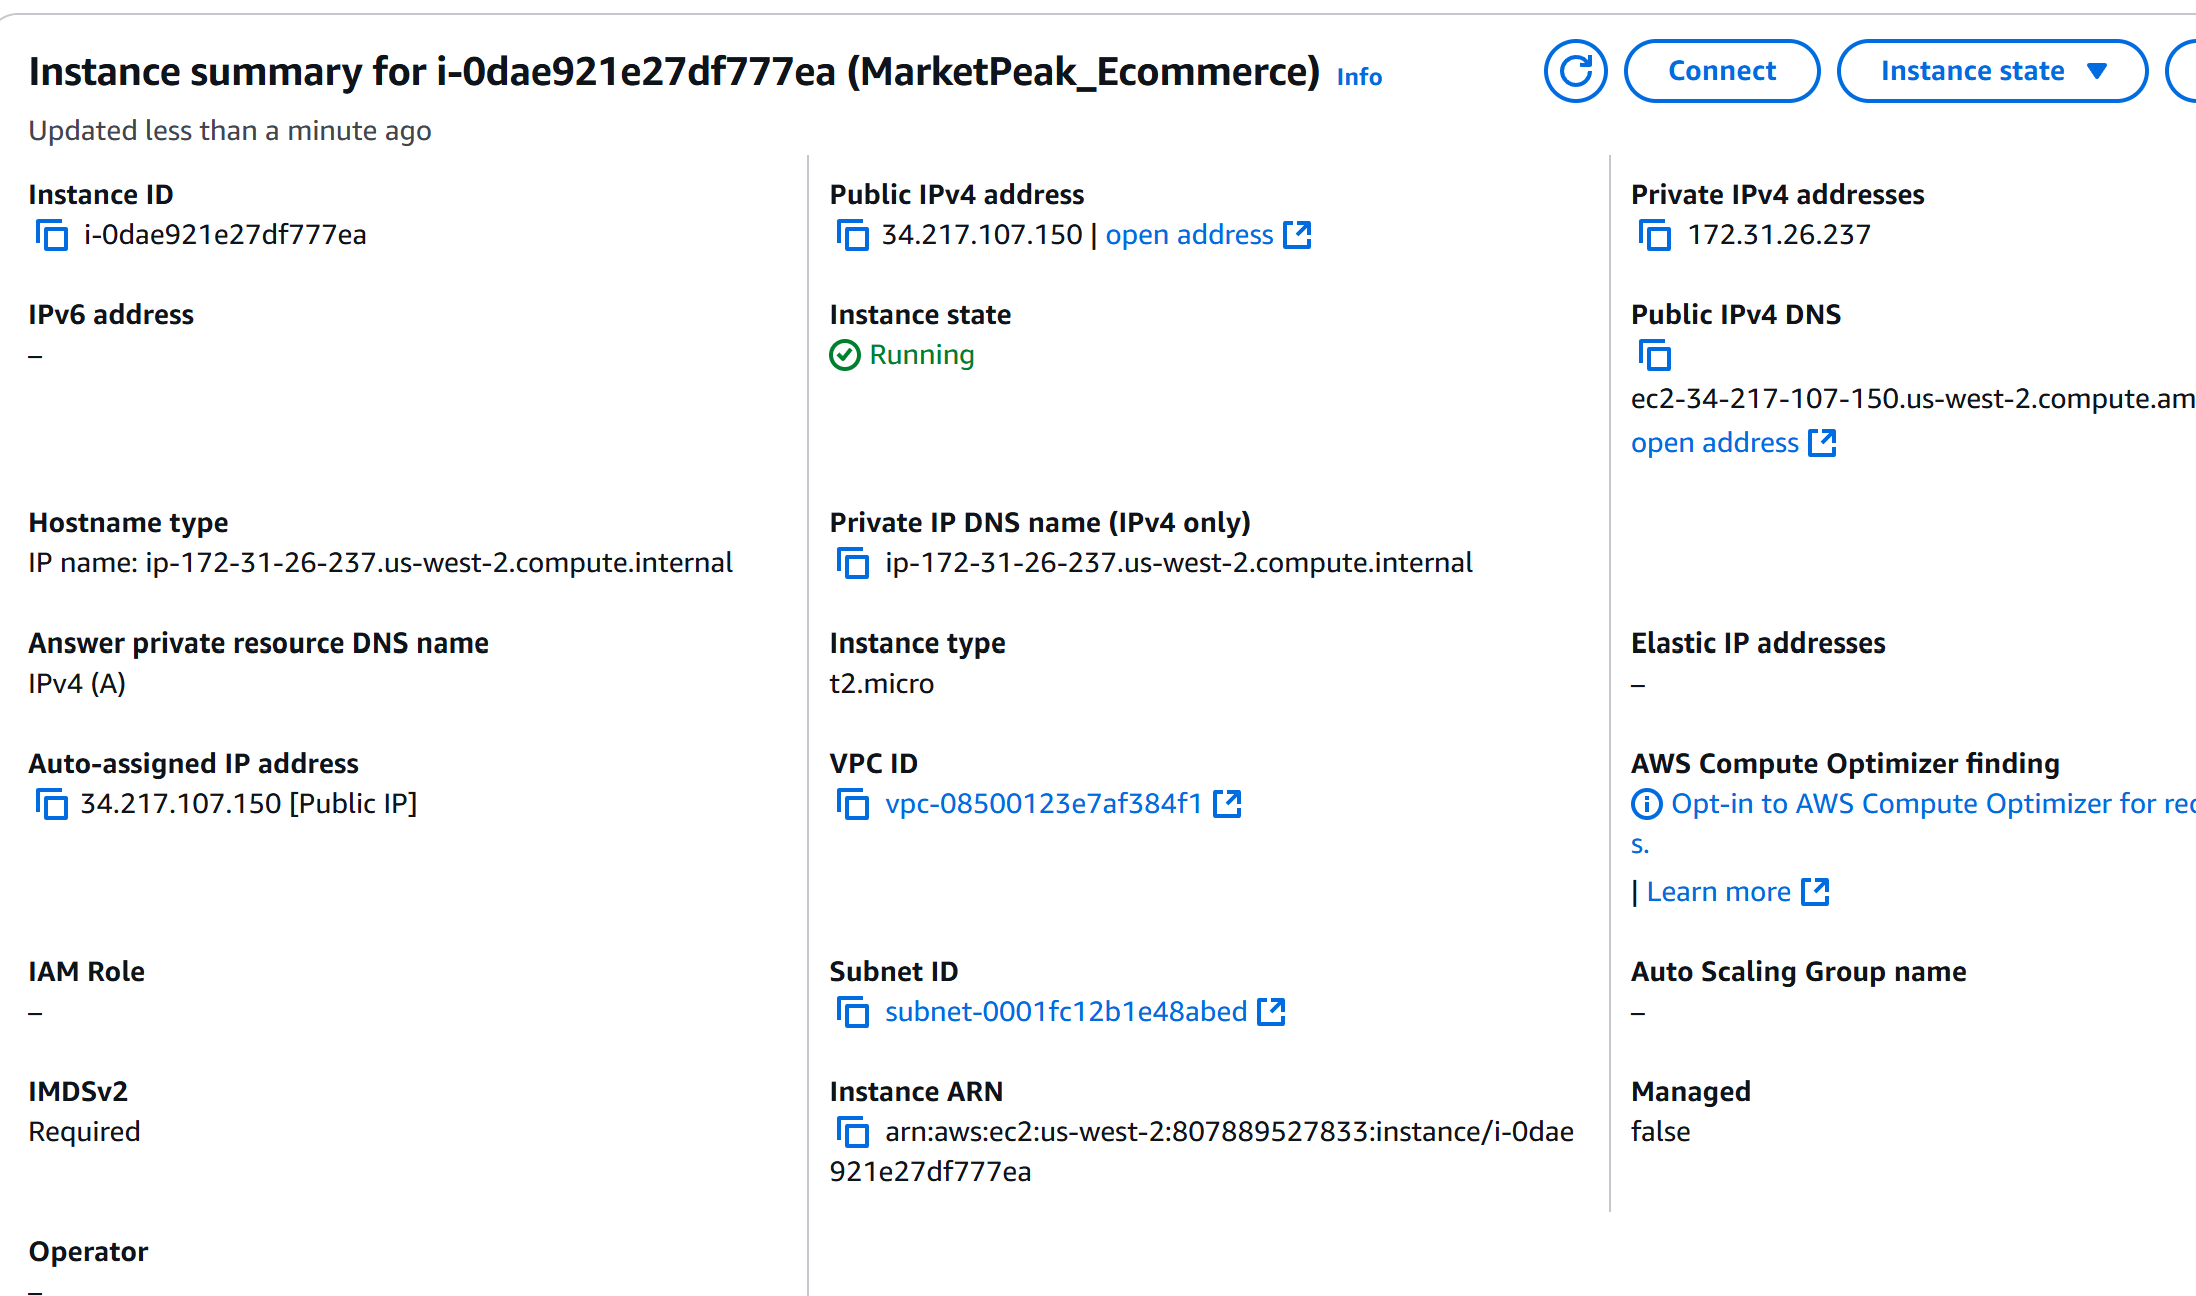 Instance summary for i-0dae921e27df777ea (MarketPeak_Ecommerce) Info
Connect
Instance state
Updated less than a minute ago
Instance ID
i-0dae921e27df777ea
Public IPv4 address
34.217.107.150 | open address
Private IPv4 addresses
172.31.26.237
IPv6 address
–
Instance state
Running
Public IPv4 DNS
ec2-34-217-107-150.us-west-2.compute.am
open address
Hostname type
IP name: ip-172-31-26-237.us-west-2.compute.internal
Private IP DNS name (IPv4 only)
ip-172-31-26-237.us-west-2.compute.internal
Answer private resource DNS name
IPv4 (A)
Instance type
t2.micro
Elastic IP addresses
–
Auto-assigned IP address
34.217.107.150 [Public IP]
VPC ID
vpc-08500123e7af384f1
AWS Compute Optimizer finding
Opt-in to AWS Compute Optimizer for rec
s.
| Learn more
IAM Role
–
Subnet ID
subnet-0001fc12b1e48abed
Auto Scaling Group name
–
IMDSv2
Required
Instance ARN
arn:aws:ec2:us-west-2:807889527833:instance/i-0dae
921e27df777ea
Managed
false
Operator
–